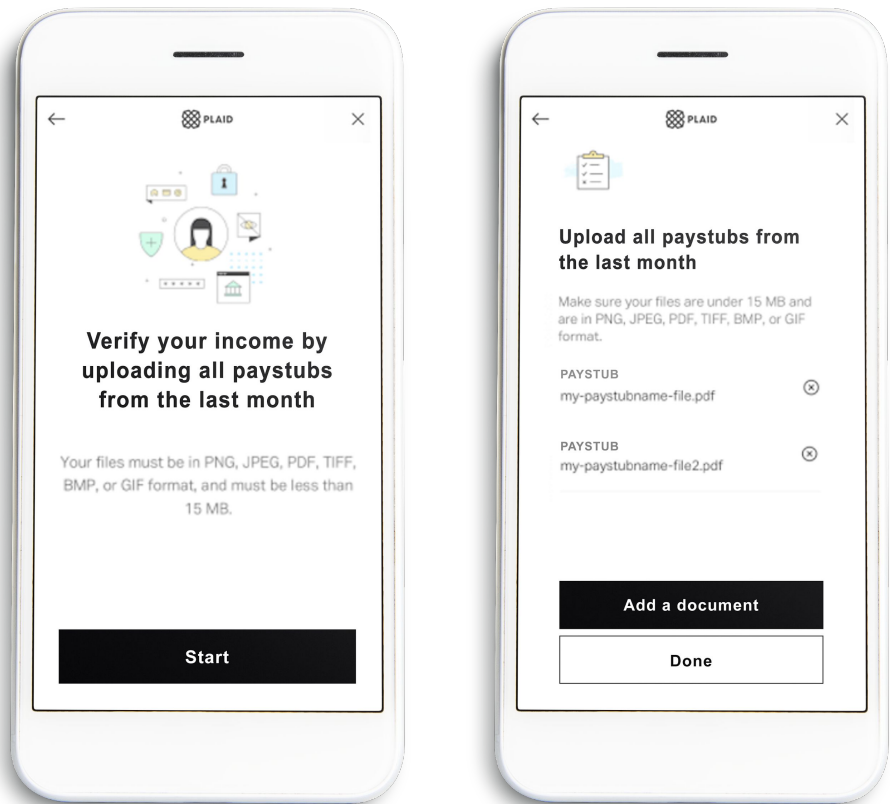 PLAID
Verify your income by
uploading all paystubs
from the last month
Your files must be in PNG, JPEG, PDF, TIFF,
BMP, or GIF format, and must be less than
15 MB.
Start
PLAID
Upload all paystubs from
the last month
Make sure your files are under 15 MB and
are in PNG, JPEG, PDF, TIFF, BMP, or GIF
format.
PAYSTUB
my-paystubname-file.pdf
PAYSTUB
my-paystubname-file2.pdf
Add a document
Done